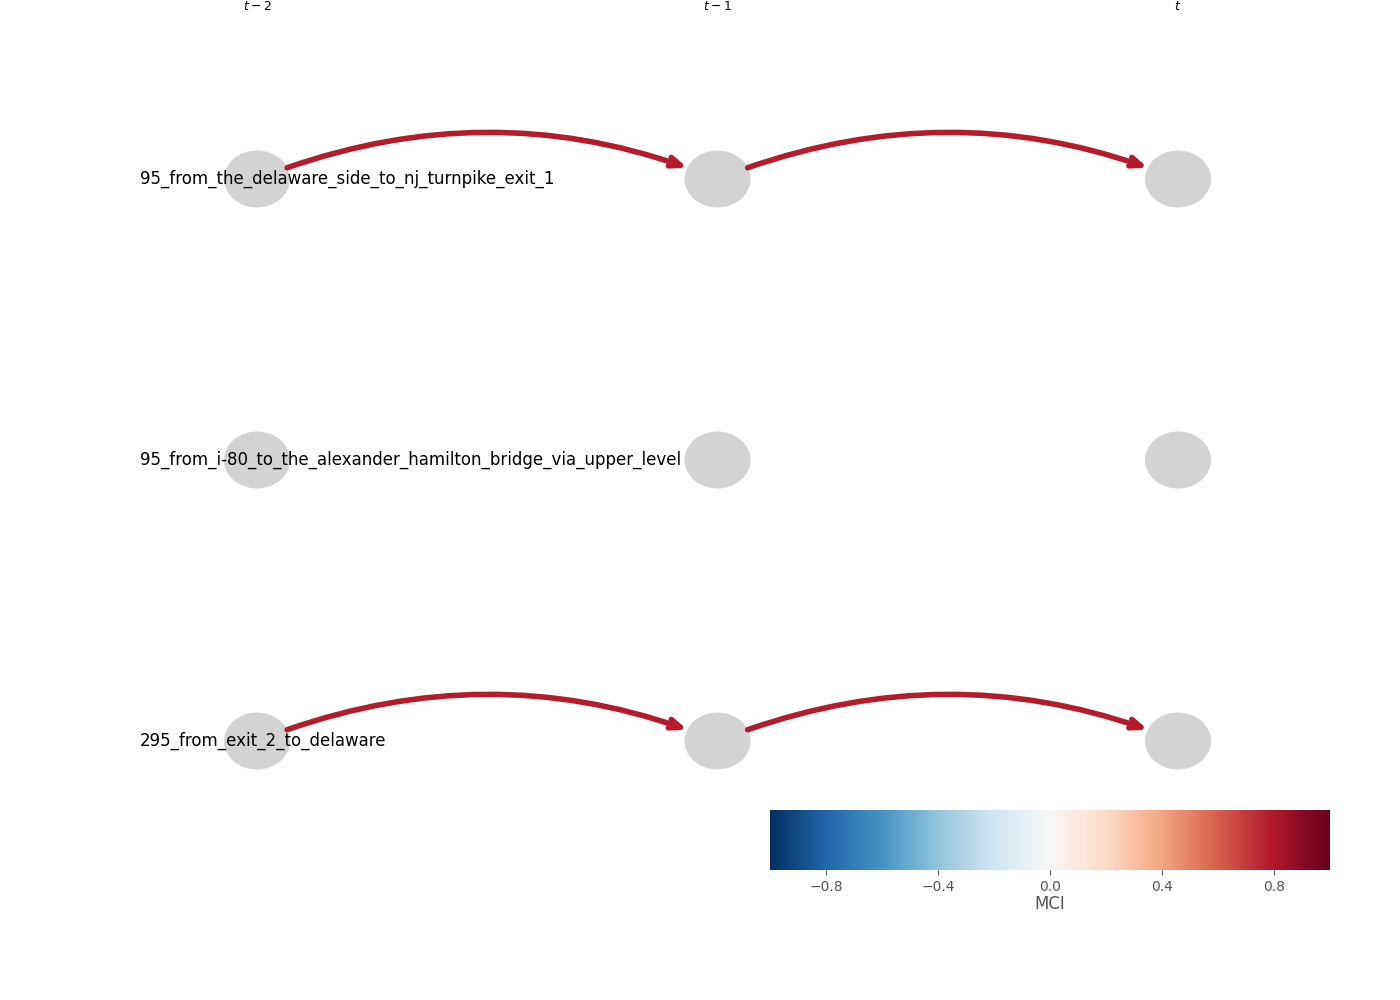 t − 2 t − 1 t
95_from_the_delaware_side_to_nj_turnpike_exit_1
95_from_i-80_to_the_alexander_hamilton_bridge_via_upper_level
295_from_exit_2_to_delaware
−0.8 −0.4 0.0 0.4 0.8
MCI